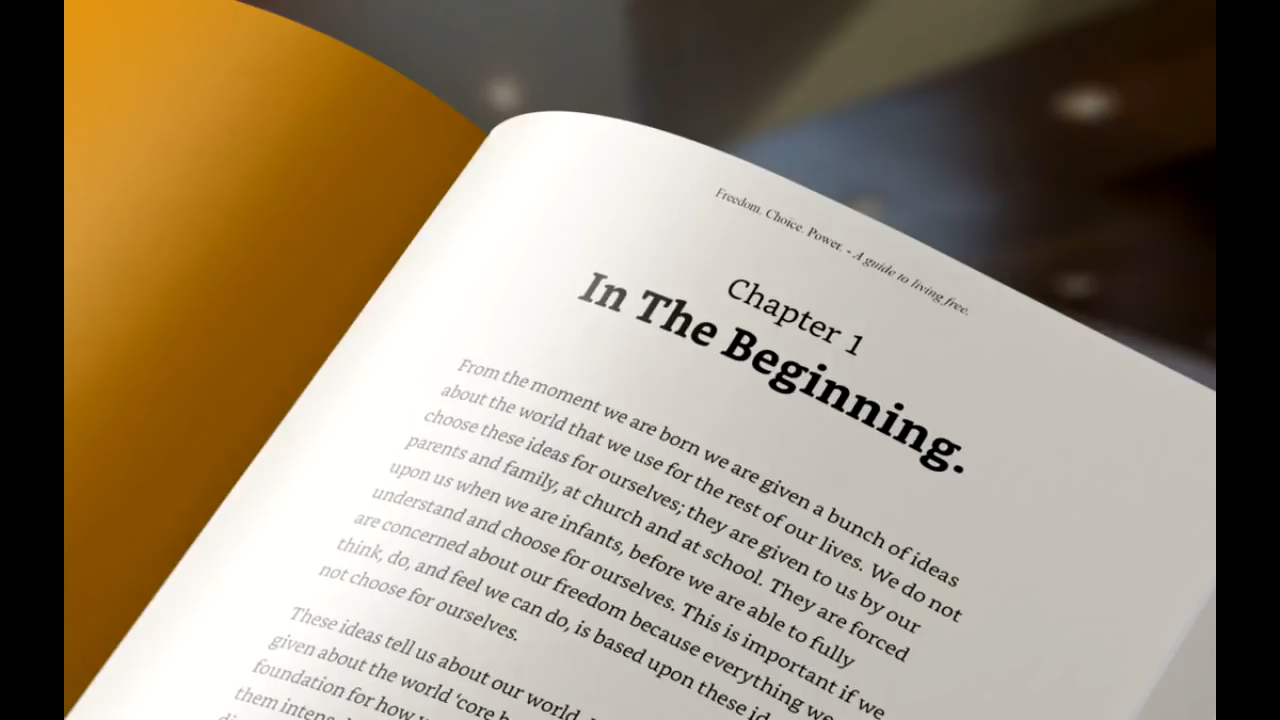 Freedom. Choice. Power. - A guide to living free.
Chapter 1
In The Beginning.
From the moment we are born we are given a bunch of ideas
about the world that we use for the rest of our lives. We do not
choose these ideas for ourselves; they are given to us by our
parents and family, at church and at school. They are forced
upon us when we are infants, before we are able to fully
understand and choose for ourselves. This is important if we
are concerned about our freedom because everything we
think, do, and feel we can do, is based upon these
not choose for ourselves.
These ideas tell us about our world.
given about the world ‘core
foundation for how
them